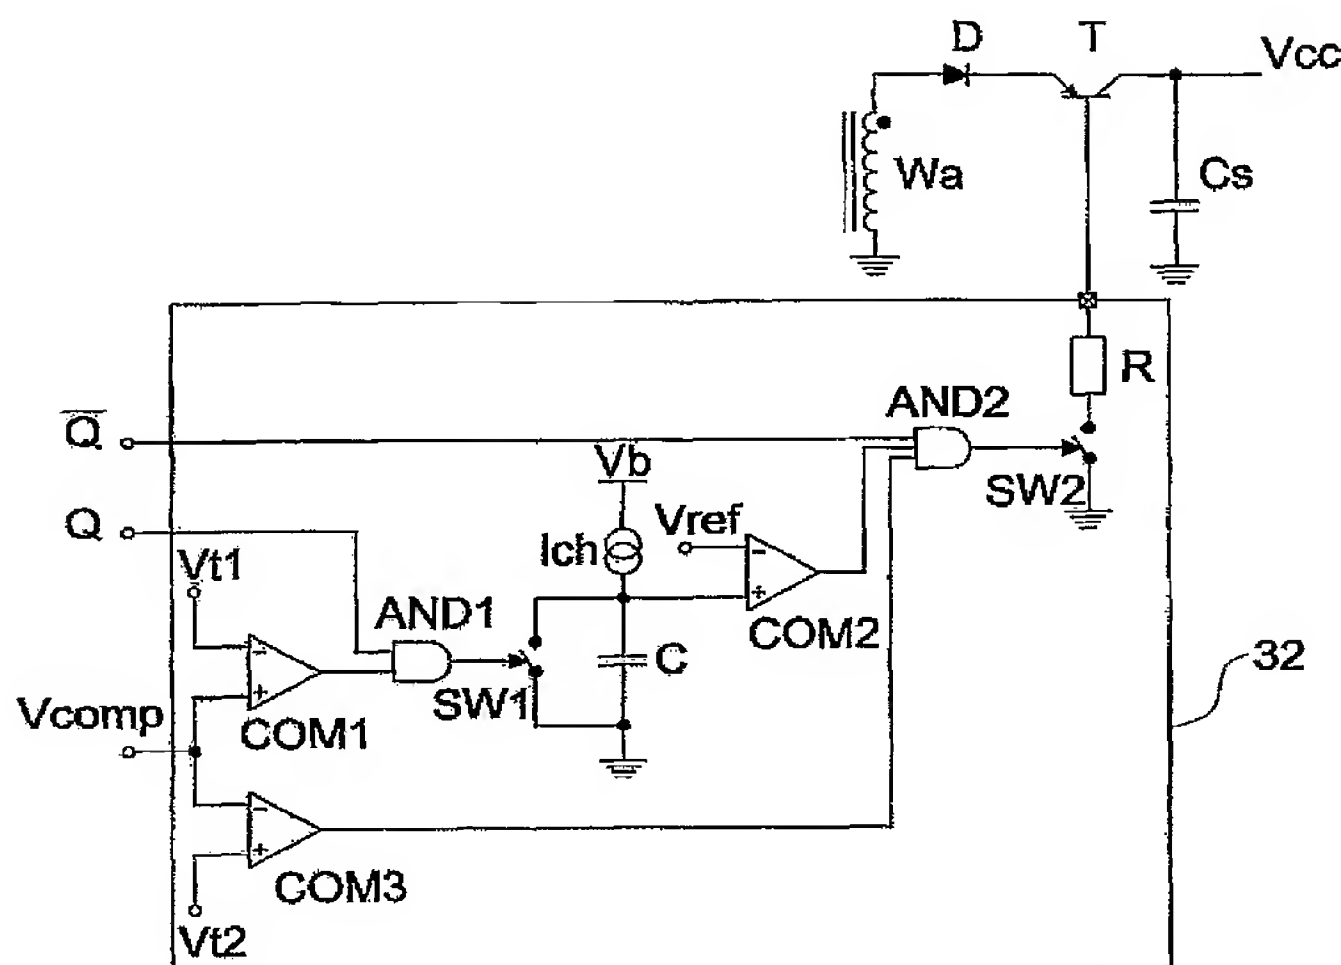 D T Vcc
Wa Cs
R
AND2
Q̅
Vb
SW2
Q Vref
Ich
Vt1
AND1
- +
COM2
C
- +
SW1
32
Vcomp
COM1
- +
COM3
Vt2